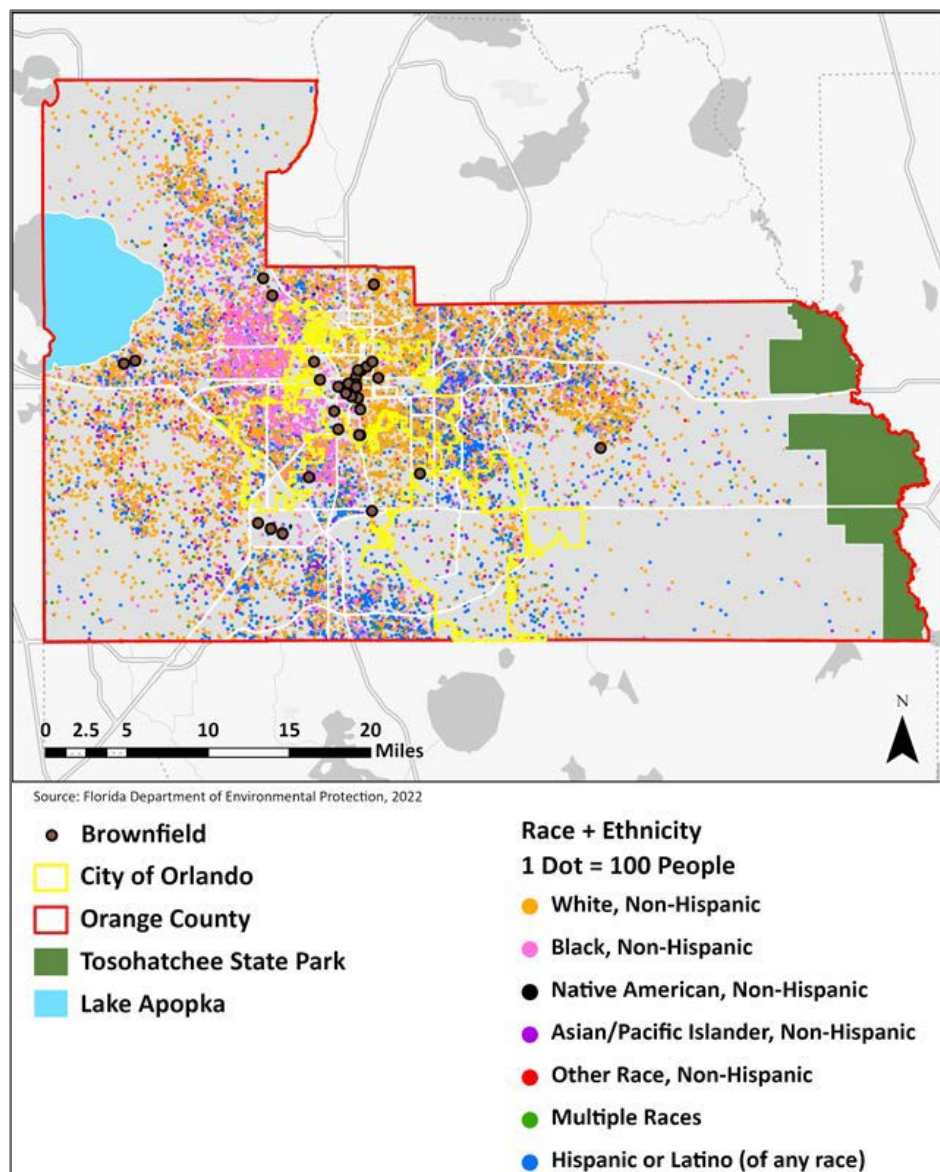 N
0 2.5 5 10 15 20
Miles
Source: Florida Department of Environmental Protection, 2022
Brownfield
City of Orlando
Orange County
Tosohatchee State Park
Lake Apopka
Race + Ethnicity
1 Dot = 100 People
White, Non-Hispanic
Black, Non-Hispanic
Native American, Non-Hispanic
Asian/Pacific Islander, Non-Hispanic
Other Race, Non-Hispanic
Multiple Races
Hispanic or Latino (of any race)